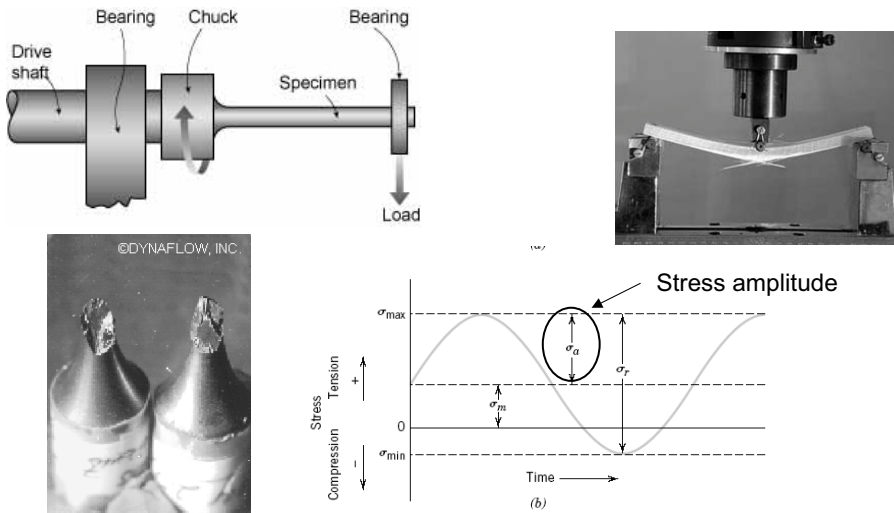 Bearing
Chuck
Bearing
Drive
shaft
Specimen
Load
©DYNAFLOW, INC.
Stress amplitude
σmax
σa
σr
σm
Stress
Tension
+
0
Compression
–
σmin
Time
(b)